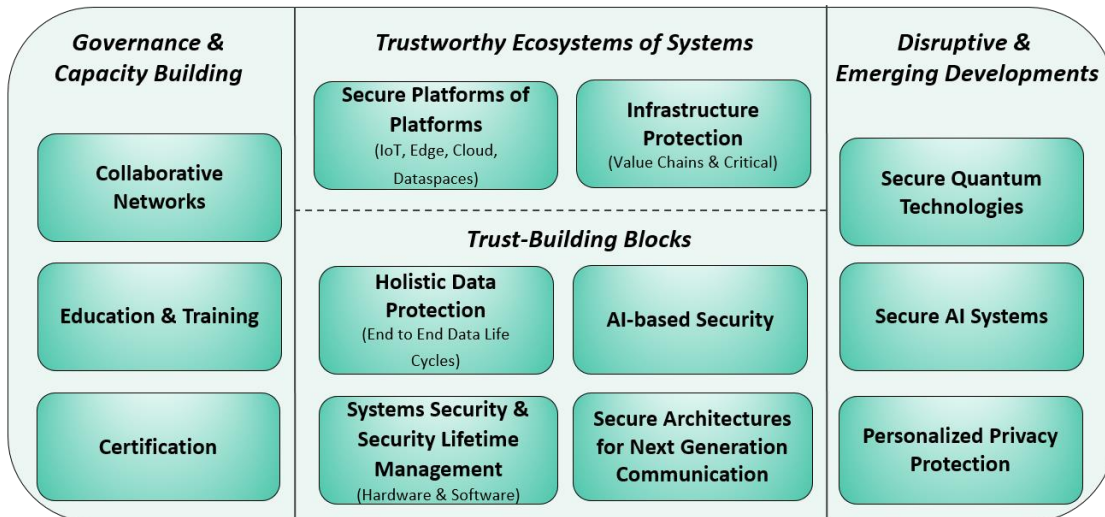 Governance &
Capacity Building
Collaborative
Networks
Education & Training
Certification
Trustworthy Ecosystems of Systems
Secure Platforms of
Platforms
(IoT, Edge, Cloud,
Dataspaces)
Infrastructure
Protection
(Value Chains & Critical)
Trust-Building Blocks
Holistic Data
Protection
(End to End Data Life
Cycles)
AI-based Security
Systems Security &
Security Lifetime
Management
(Hardware & Software)
Secure Architectures
for Next Generation
Communication
Disruptive &
Emerging Developments
Secure Quantum
Technologies
Secure AI Systems
Personalized Privacy
Protection